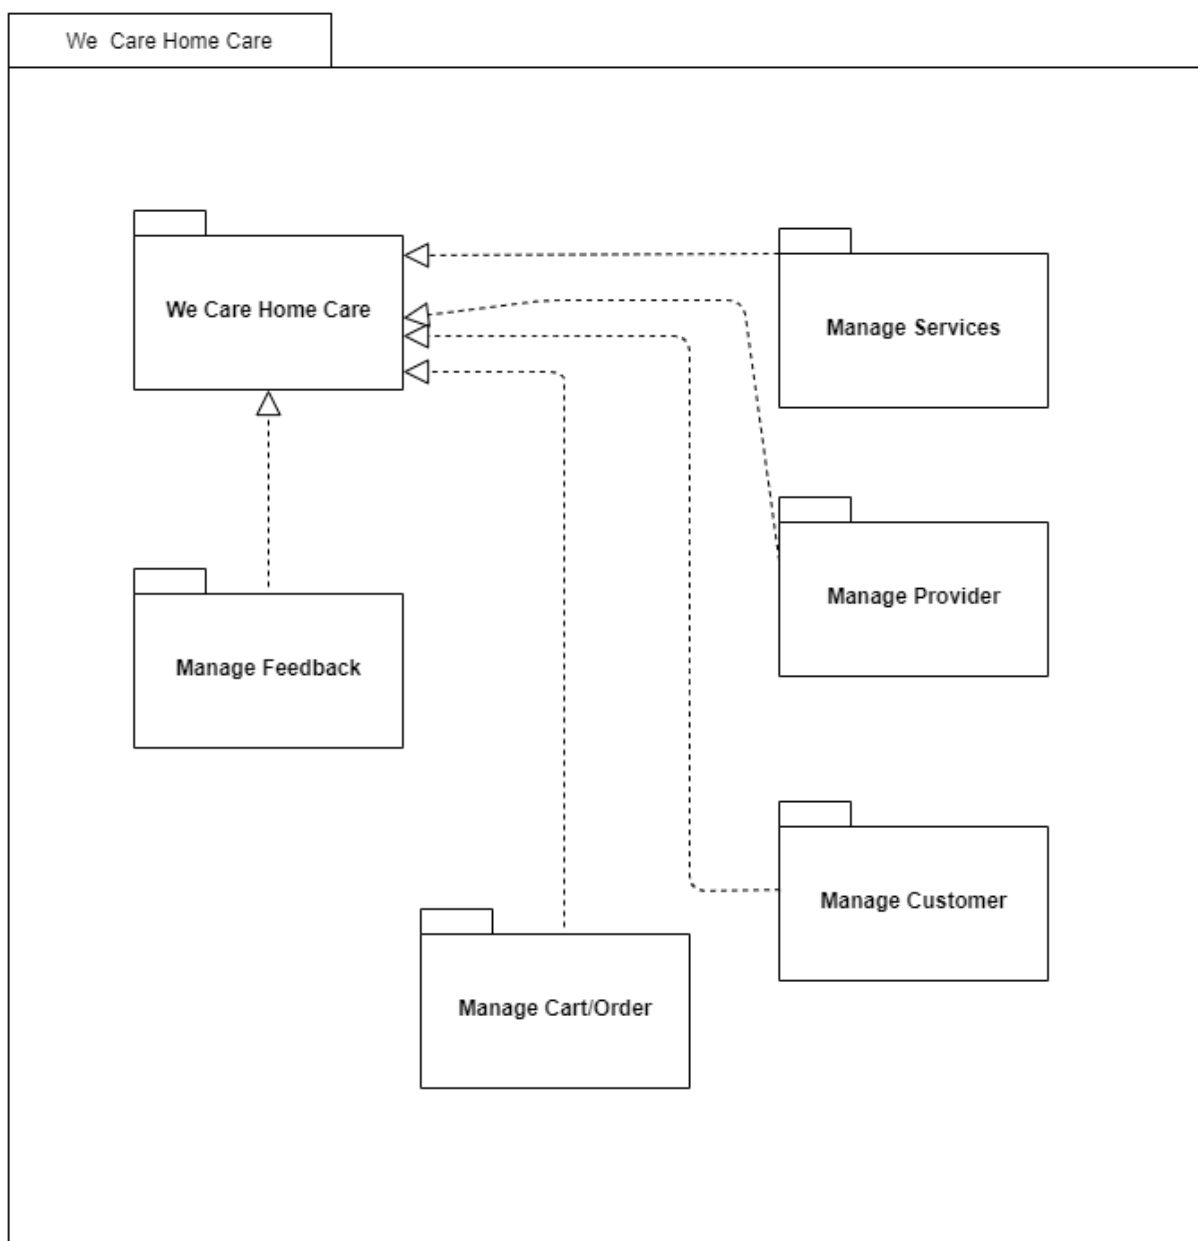 We Care Home Care
We Care Home Care
Manage Services
Manage Provider
Manage Feedback
Manage Customer
Manage Cart/Order